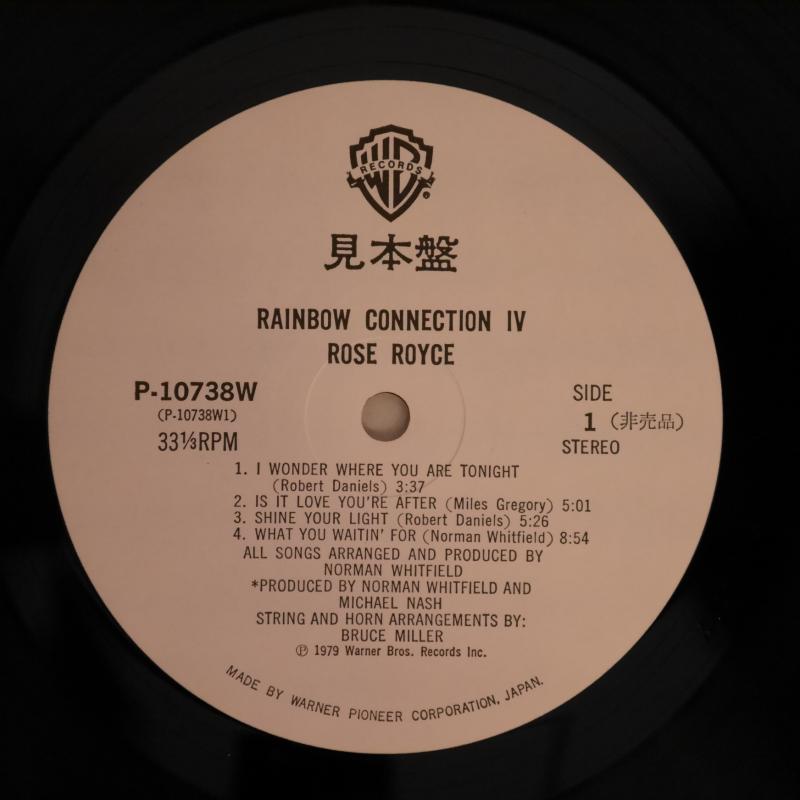 RECORDS
WB
®
見本盤
RAINBOW CONNECTION IV
ROSE ROYCE
P-10738W
(P-10738W1)
33⅓RPM
SIDE
1 (非売品)
STEREO
1. I WONDER WHERE YOU ARE TONIGHT
(Robert Daniels) 3:37
2. IS IT LOVE YOU'RE AFTER (Miles Gregory) 5:01
3. SHINE YOUR LIGHT (Robert Daniels) 5:26
4. WHAT YOU WAITIN' FOR (Norman Whitfield) 8:54
ALL SONGS ARRANGED AND PRODUCED BY
NORMAN WHITFIELD
*PRODUCED BY NORMAN WHITFIELD AND
MICHAEL NASH
STRING AND HORN ARRANGEMENTS BY:
BRUCE MILLER
℗ 1979 Warner Bros. Records Inc.
MADE BY WARNER PIONEER CORPORATION, JAPAN.